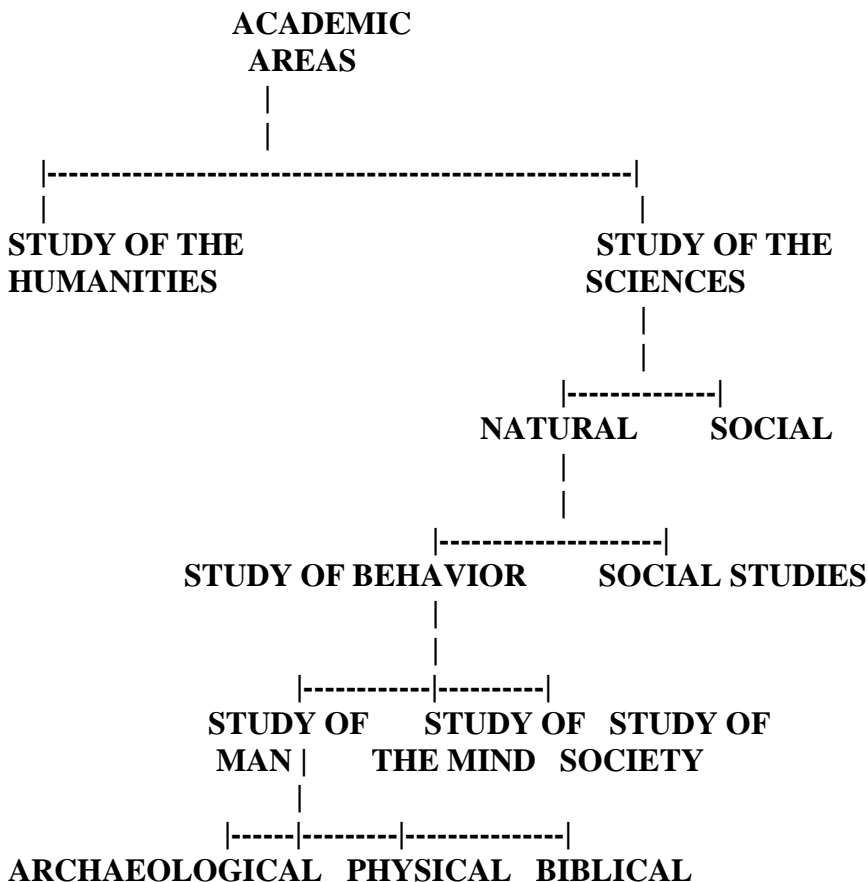 ACADEMIC
AREAS
|
|
|-------------------------------------------------------|
| |
STUDY OF THE STUDY OF THE
HUMANITIES SCIENCES
|
|
|--------------|
NATURAL SOCIAL
|
|
|---------------------|
STUDY OF BEHAVIOR SOCIAL STUDIES
|
|
|------------|----------|
STUDY OF STUDY OF STUDY OF
MAN | THE MIND SOCIETY
|
|------|---------|---------------|
ARCHAEOLOGICAL PHYSICAL BIBLICAL